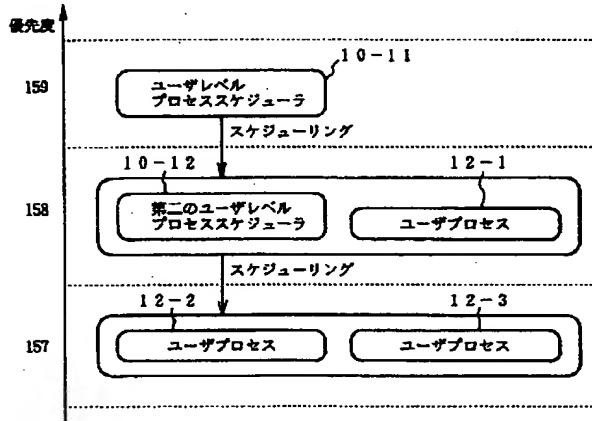 優先度
10-11
159
ユーザレベル
プロセススケジューラ
スケジューリング
10-12
12-1
158
第二のユーザレベル
プロセススケジューラ
ユーザプロセス
スケジューリング
12-2
12-3
157
ユーザプロセス
ユーザプロセス